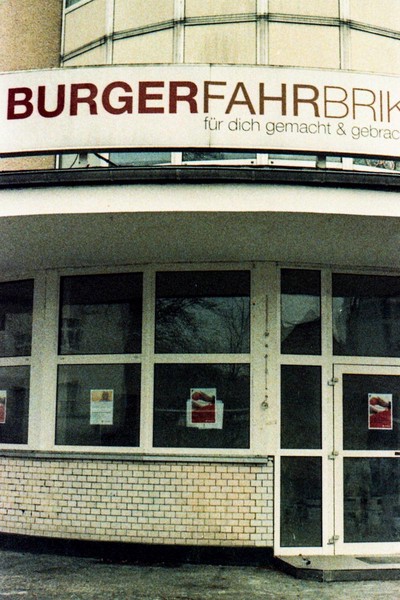 BURGERFAHRBRIK
für dich gemacht & gebrac